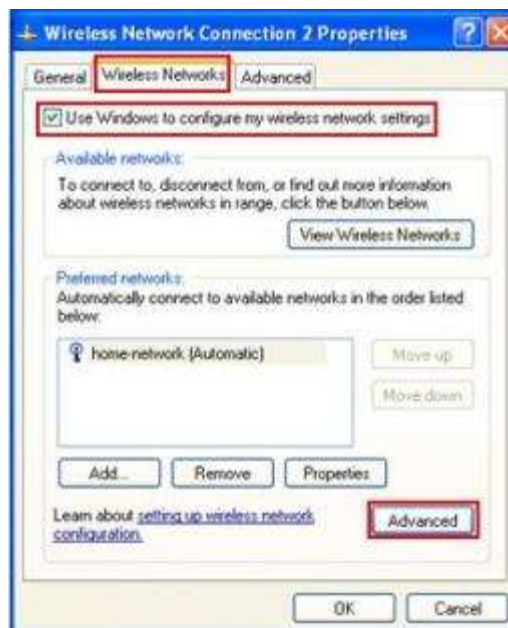 Wireless Network Connection 2 Properties
General
Wireless Networks
Advanced
Use Windows to configure my wireless network settings
Available networks:
To connect to, disconnect from, or find out more information
about wireless networks in range, click the button below.
View Wireless Networks
Preferred networks:
Automatically connect to available networks in the order listed
below:
home-network (Automatic)
Move up
Move down
Add...
Remove
Properties
Learn about setting up wireless network
configuration.
Advanced
OK
Cancel